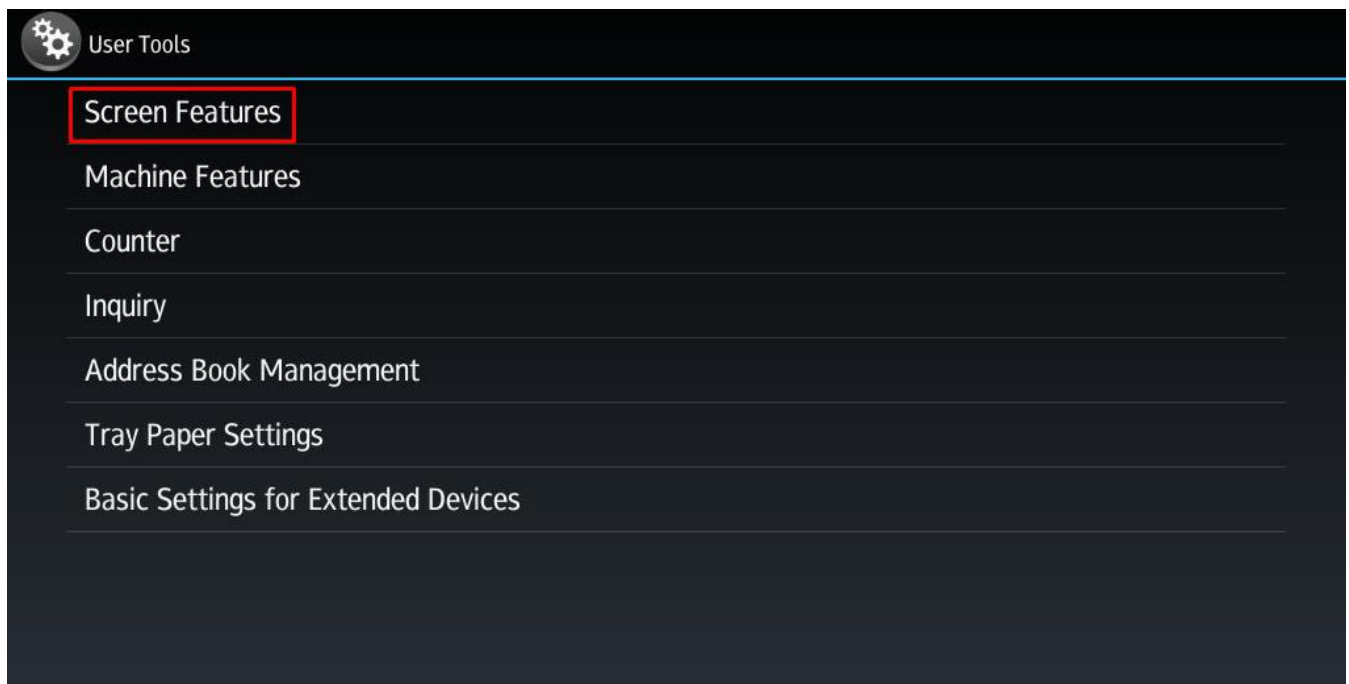 User Tools
Screen Features
Machine Features
Counter
Inquiry
Address Book Management
Tray Paper Settings
Basic Settings for Extended Devices